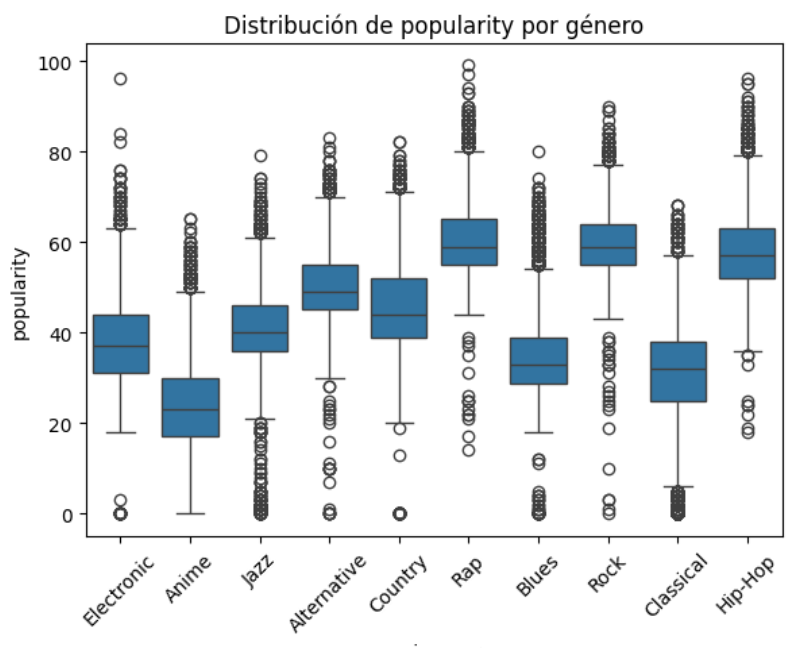 Distribución de popularity por género
100
80
60
40
20
0
popularity
Electronic
Anime
Jazz
Alternative
Country
Rap
Blues
Rock
Classical
Hip-Hop